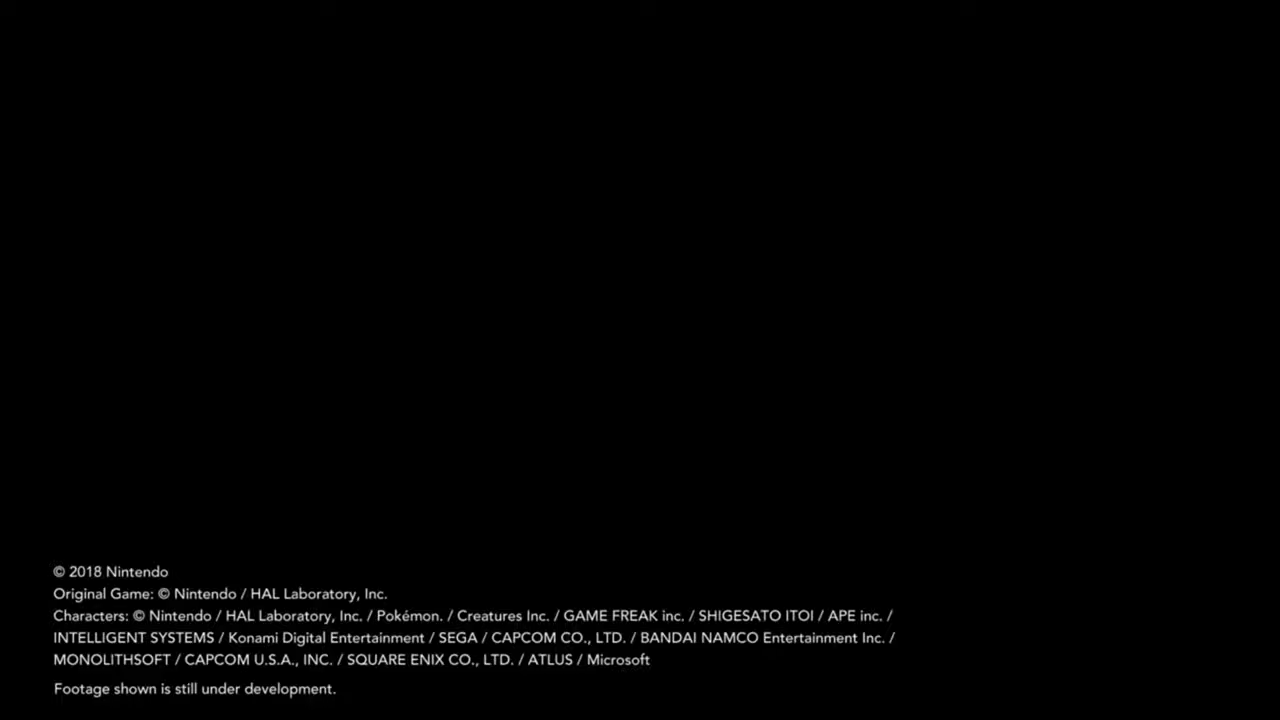 © 2018 Nintendo
Original Game: © Nintendo / HAL Laboratory, Inc.
Characters: © Nintendo / HAL Laboratory, Inc. / Pokémon. / Creatures Inc. / GAME FREAK inc. / SHIGESATO ITOI / APE inc. /
INTELLIGENT SYSTEMS / Konami Digital Entertainment / SEGA / CAPCOM CO., LTD. / BANDAI NAMCO Entertainment Inc. /
MONOLITHSOFT / CAPCOM U.S.A., INC. / SQUARE ENIX CO., LTD. / ATLUS / Microsoft
Footage shown is still under development.